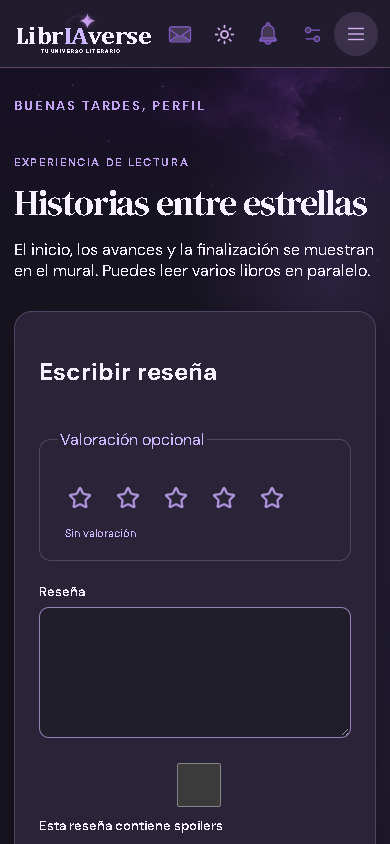 LibrIAverse
TU UNIVERSO LITERARIO
BUENAS TARDES, PERFIL
EXPERIENCIA DE LECTURA
Historias entre estrellas
El inicio, los avances y la finalización se muestran
en el mural. Puedes leer varios libros en paralelo.
Escribir reseña
Valoración opcional
Sin valoración
Reseña
Esta reseña contiene spoilers